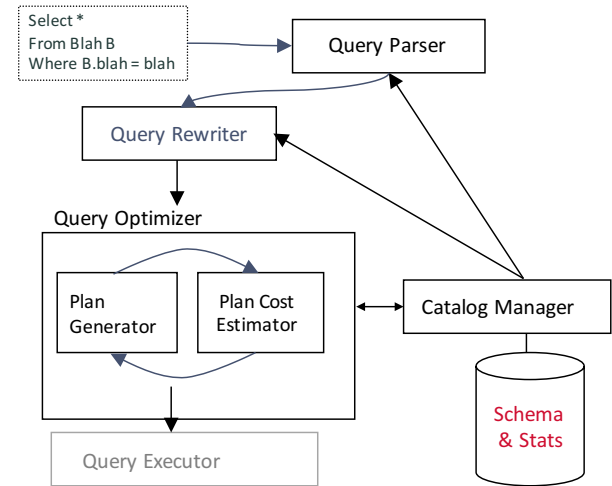 Select *
From Blah B
Where B.blah = blah
Query Parser
Query Rewriter
Query Optimizer
Plan
Generator
Plan Cost
Estimator
Catalog Manager
Schema
& Stats
Query Executor